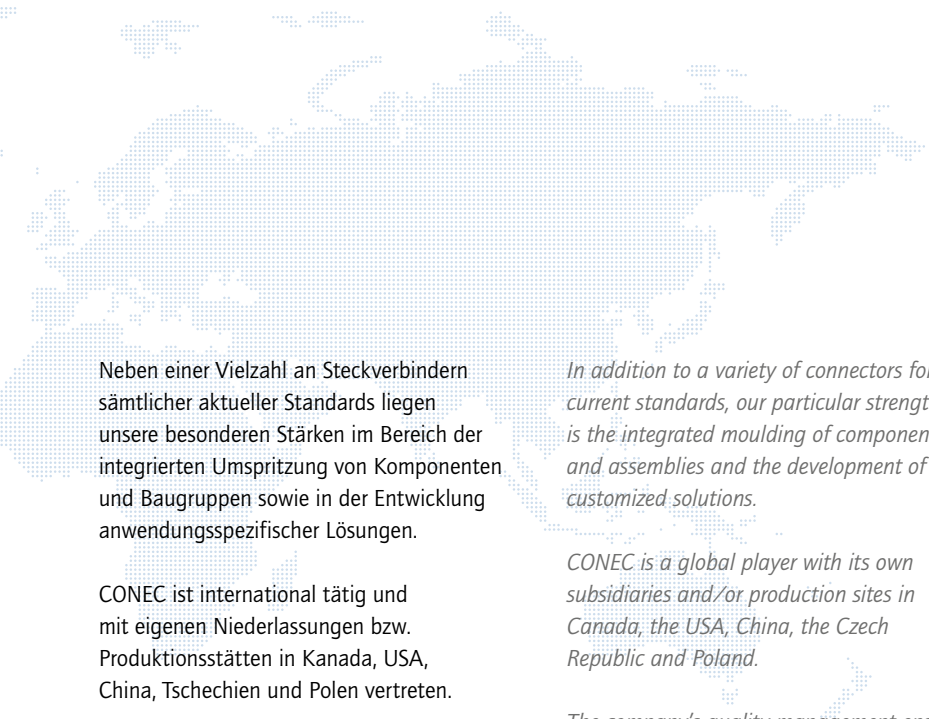 Neben einer Vielzahl an Steckverbindern
sämtlicher aktueller Standards liegen
unsere besonderen Stärken im Bereich der
integrierten Umspritzung von Komponenten
und Baugruppen sowie in der Entwicklung
anwendungsspezifischer Lösungen.
CONEC ist international tätig und
mit eigenen Niederlassungen bzw.
Produktionsstätten in Kanada, USA,
China, Tschechien und Polen vertreten.
In addition to a variety of connectors for
current standards, our particular
is the integrated moulding of
and assemblies and the development of
customized solutions.
CONEC is a global player with its own
subsidiaries and/or production sites in
Canada, the USA, China, the Czech
Republic and Poland.
The company's quality management